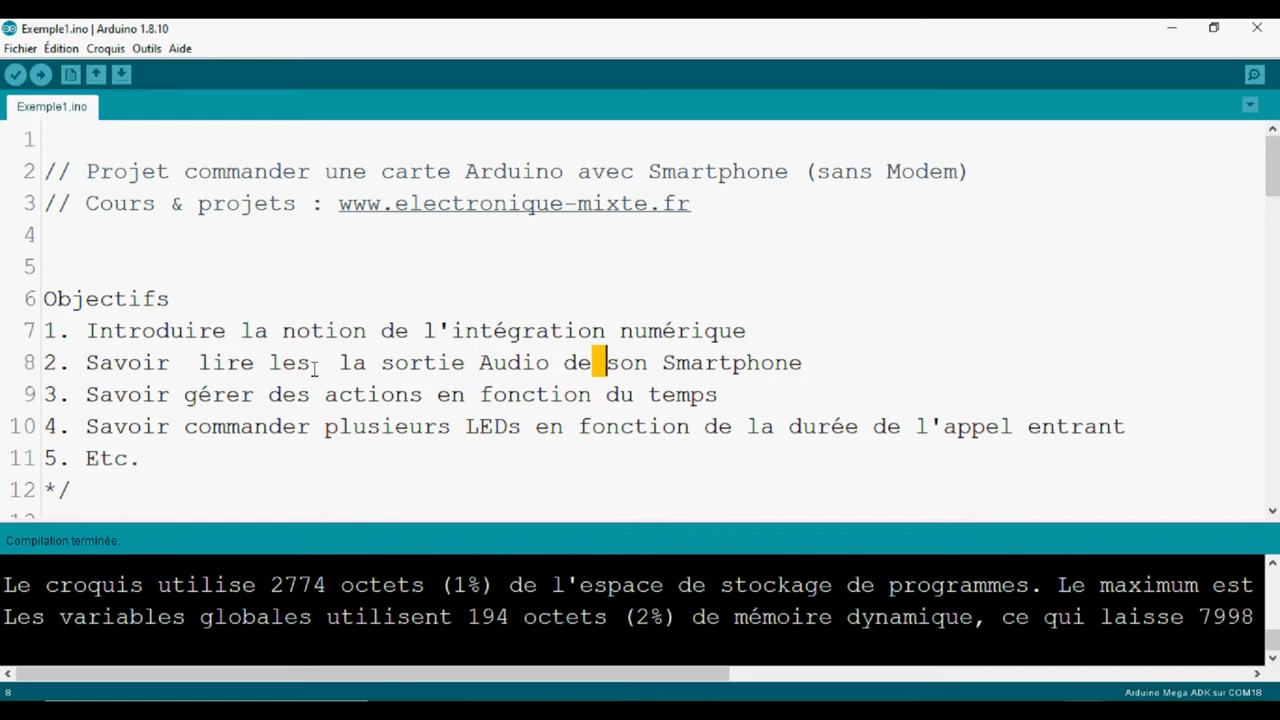 Exemple1.ino | Arduino 1.8.10
Fichier Édition Croquis Outils Aide
Exemple1.ino
1
2 // Projet commander une carte Arduino avec Smartphone (sans Modem)
3 // Cours & projets : www.electronique-mixte.fr
4
5
6 Objectifs
7 1. Introduire la notion de l'intégration numérique
8 2. Savoir  lire les  la sortie Audio de son Smartphone
9 3. Savoir gérer des actions en fonction du temps
10 4. Savoir commander plusieurs LEDs en fonction de la durée de l'appel entrant
11 5. Etc.
12 */
Compilation terminée.
Le croquis utilise 2774 octets (1%) de l'espace de stockage de programmes. Le maximum est
Les variables globales utilisent 194 octets (2%) de mémoire dynamique, ce qui laisse 7998
8 Arduino Mega ADK sur COM18